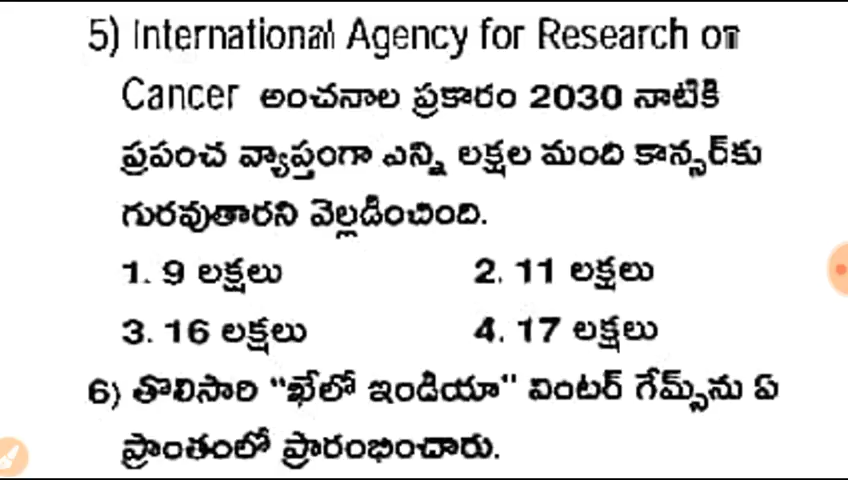 5) International Agency for Research on
Cancer అంచనాల ప్రకారం 2030 నాటికి
ప్రపంచ వ్యాప్తంగా ఎన్ని లక్షల మంది కాన్సర్‌కు
గురవుతారని వెల్లడించింది.
1. 9 లక్షలు 2. 11 లక్షలు
3. 16 లక్షలు 4. 17 లక్షలు
6) తొలిసారి "ఖేలో ఇండియా" వింటర్ గేమ్స్‌ను ఏ
ప్రాంతంలో ప్రారంభించారు.